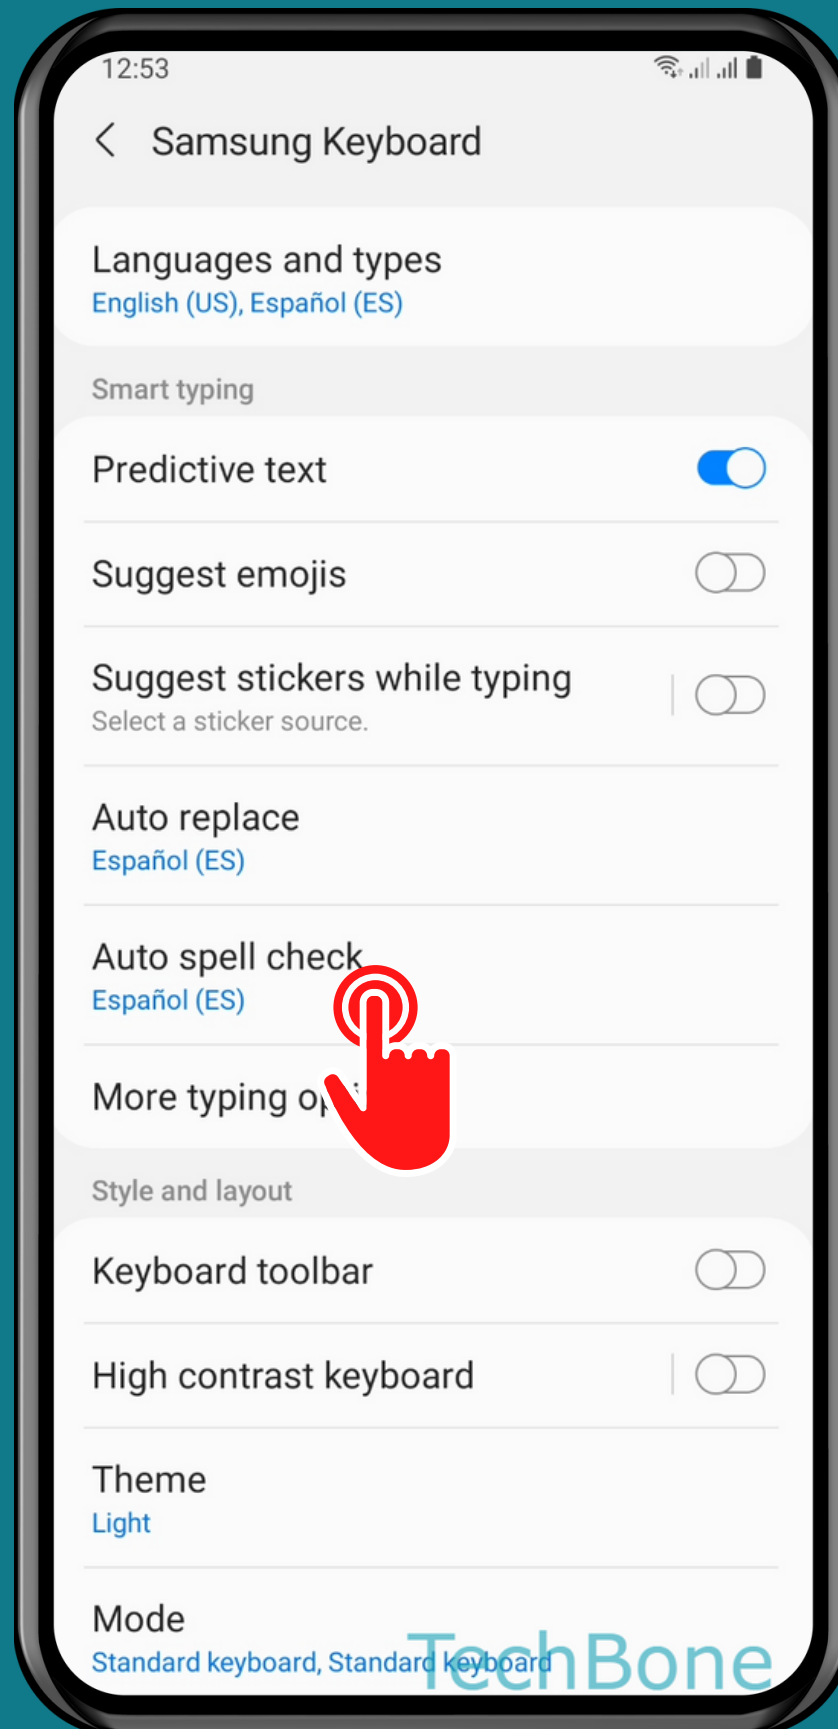 12:53
Samsung Keyboard
Languages and types
English (US), Español (ES)
Smart typing
Predictive text
Suggest emojis
Suggest stickers while typing
Select a sticker source.
Auto replace
Español (ES)
Auto spell check
Español (ES)
More typing
Style and layout
Keyboard toolbar
High contrast keyboard
Theme
Light
Mode
Standard keyboard, Standard keyboard
TechBone